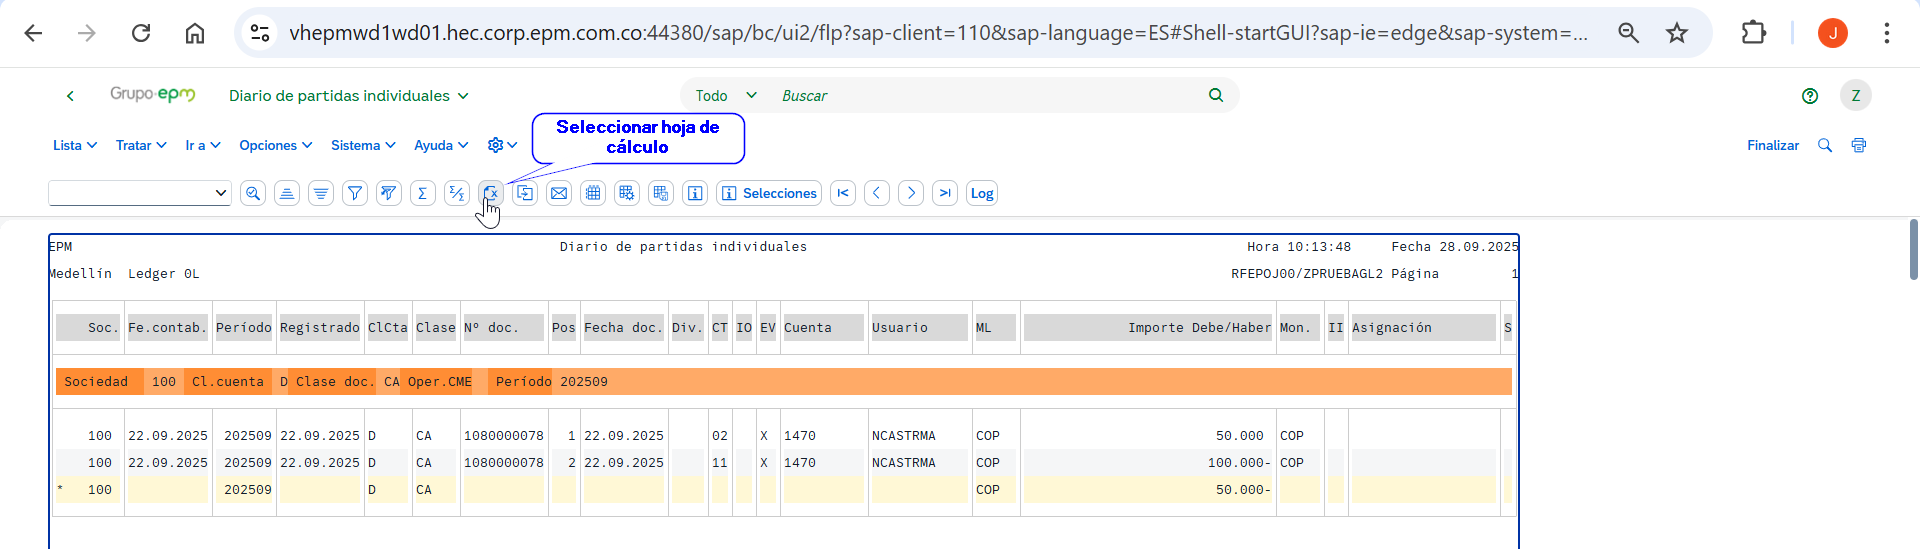 vhepmwd1wd01.hec.corp.epm.com.co:44380/sap/bc/ui2/flp?sap-client=110&sap-language=ES#Shell-startGUI?sap-ie=edge&sap-system=...
J
Grupo·epm
Diario de partidas individuales
Todo
Buscar
Z
Seleccionar hoja de
cálculo
Lista
Tratar
Ir a
Opciones
Sistema
Ayuda
Finalizar
Selecciones
Log
EPM Diario de partidas individuales Hora 10:13:48 Fecha 28.09.2025
Medellín Ledger 0L RFEPOJ00/ZPRUEBAGL2 Página 1
Soc. Fe.contab. Período Registrado ClCta Clase Nº doc. Pos Fecha doc. Div. CT IO EV Cuenta Usuario ML Importe Debe/Haber Mon. II Asignación S
Sociedad 100 Cl.cuenta D Clase doc. CA Oper.CME Período 202509
100 22.09.2025 202509 22.09.2025 D CA 1080000078 1 22.09.2025 02 X 1470 NCASTRMA COP 50.000 COP
100 22.09.2025 202509 22.09.2025 D CA 1080000078 2 22.09.2025 11 X 1470 NCASTRMA COP 100.000- COP
* 100 202509 D CA COP 50.000-